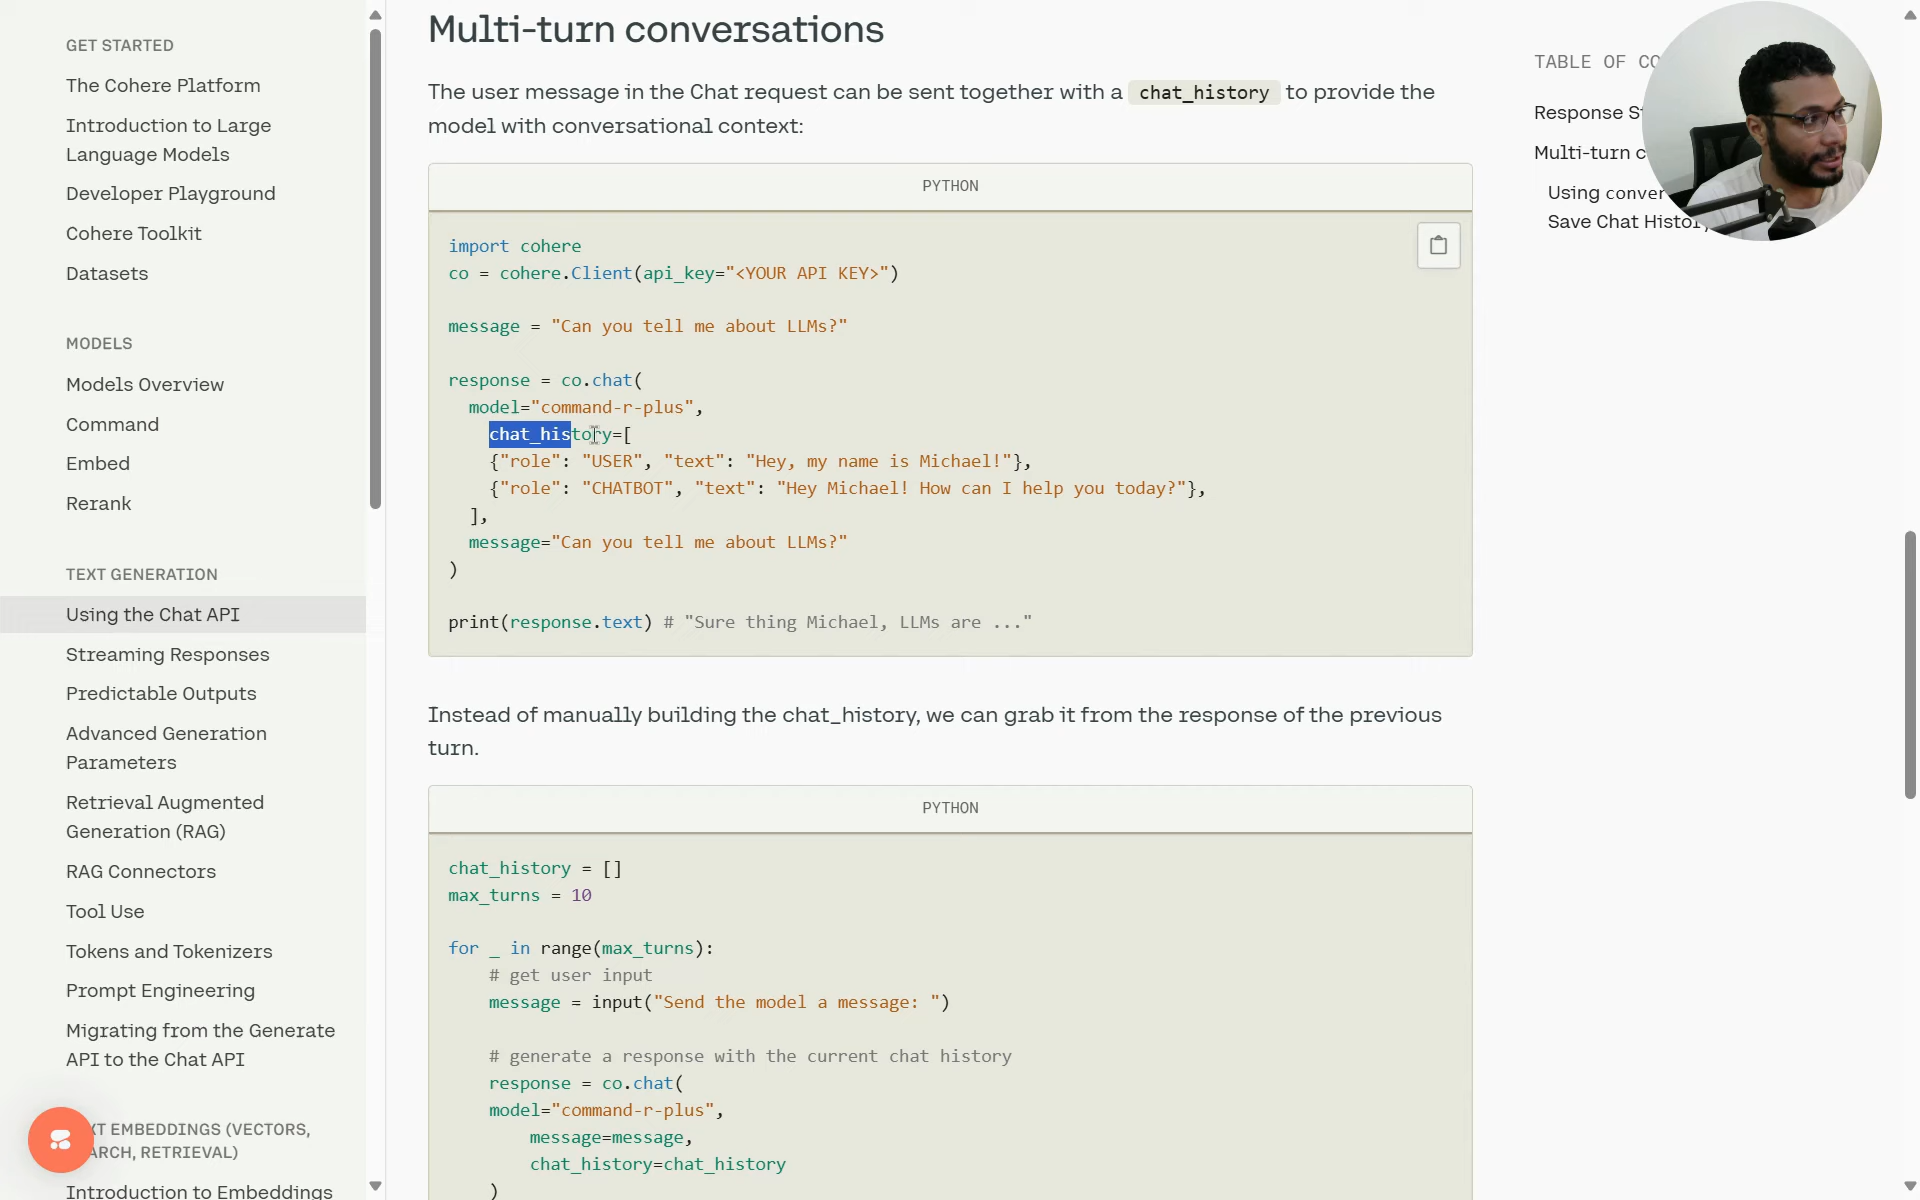 GET STARTED
The Cohere Platform
Introduction to Large
Language Models
Developer Playground
Cohere Toolkit
Datasets
MODELS
Models Overview
Command
Embed
Rerank
TEXT GENERATION
Using the Chat API
Streaming Responses
Predictable Outputs
Advanced Generation
Parameters
Retrieval Augmented
Generation (RAG)
RAG Connectors
Tool Use
Tokens and Tokenizers
Prompt Engineering
Migrating from the Generate
API to the Chat API
XT EMBEDDINGS (VECTORS,
ARCH, RETRIEVAL)
Introduction to Embeddings
Multi-turn conversations
The user message in the Chat request can be sent together with a chat_history to provide the
model with conversational context:
PYTHON
import cohere
co = cohere.Client(api_key="<YOUR API KEY>")
message = "Can you tell me about LLMs?"
response = co.chat(
model="command-r-plus",
chat_history=[
{"role": "USER", "text": "Hey, my name is Michael!"},
{"role": "CHATBOT", "text": "Hey Michael! How can I help you today?"},
],
message="Can you tell me about LLMs?"
)
print(response.text) # "Sure thing Michael, LLMs are ..."
Instead of manually building the chat_history, we can grab it from the response of the previous
turn.
PYTHON
chat_history = []
max_turns = 10
for _ in range(max_turns):
# get user input
message = input("Send the model a message: ")
# generate a response with the current chat history
response = co.chat(
model="command-r-plus",
message=message,
chat_history=chat_history
)
TABLE OF CO
Response S
Multi-turn c
Using conver
Save Chat History